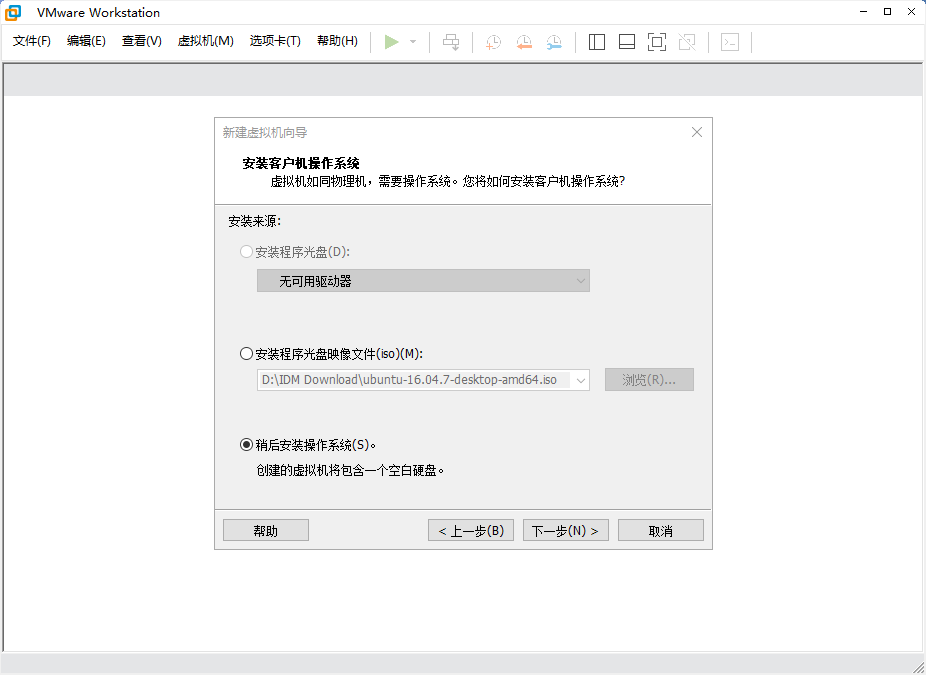 VMware Workstation
文件(F) 编辑(E) 查看(V) 虚拟机(M) 选项卡(T) 帮助(H)
新建虚拟机向导
安装客户机操作系统
虚拟机如同物理机，需要操作系统。您将如何安装客户机操作系统?
安装来源:
安装程序光盘(D):
无可用驱动器
安装程序光盘映像文件(iso)(M):
D:\IDM Download\ubuntu-16.04.7-desktop-amd64.iso
浏览(R)...
稍后安装操作系统(S)。
创建的虚拟机将包含一个空白硬盘。
帮助 < 上一步(B) 下一步(N) > 取消